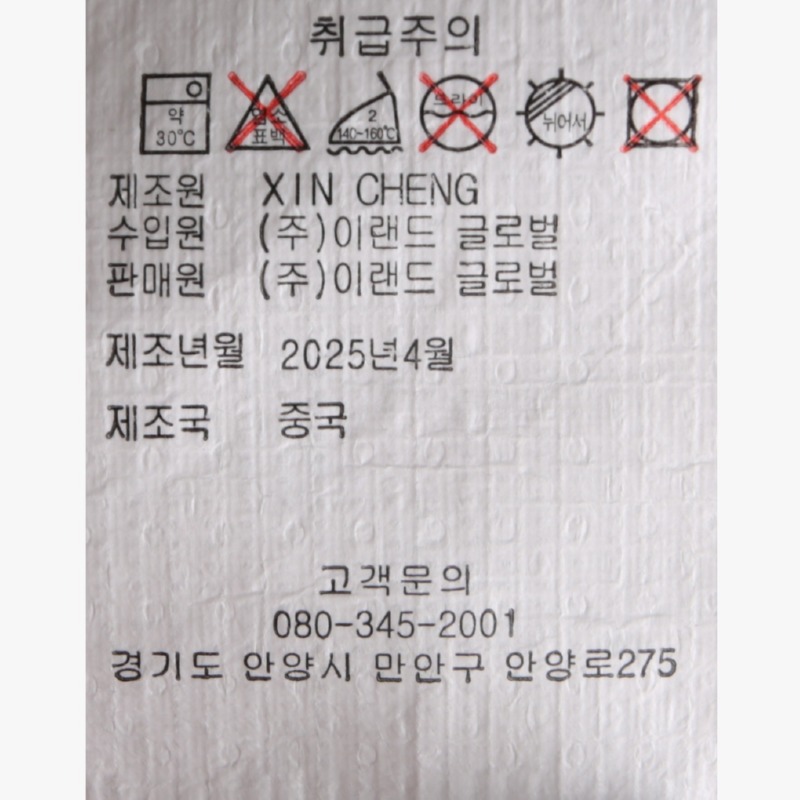 취급주의
약 30℃
염소 표백
2 140-160℃
드라이
뉘어서
제조원 XIN CHENG
수입원 (주)이랜드 글로벌
판매원 (주)이랜드 글로벌
제조년월 2025년4월
제조국 중국
고객문의
080-345-2001
경기도 안양시 만안구 안양로275